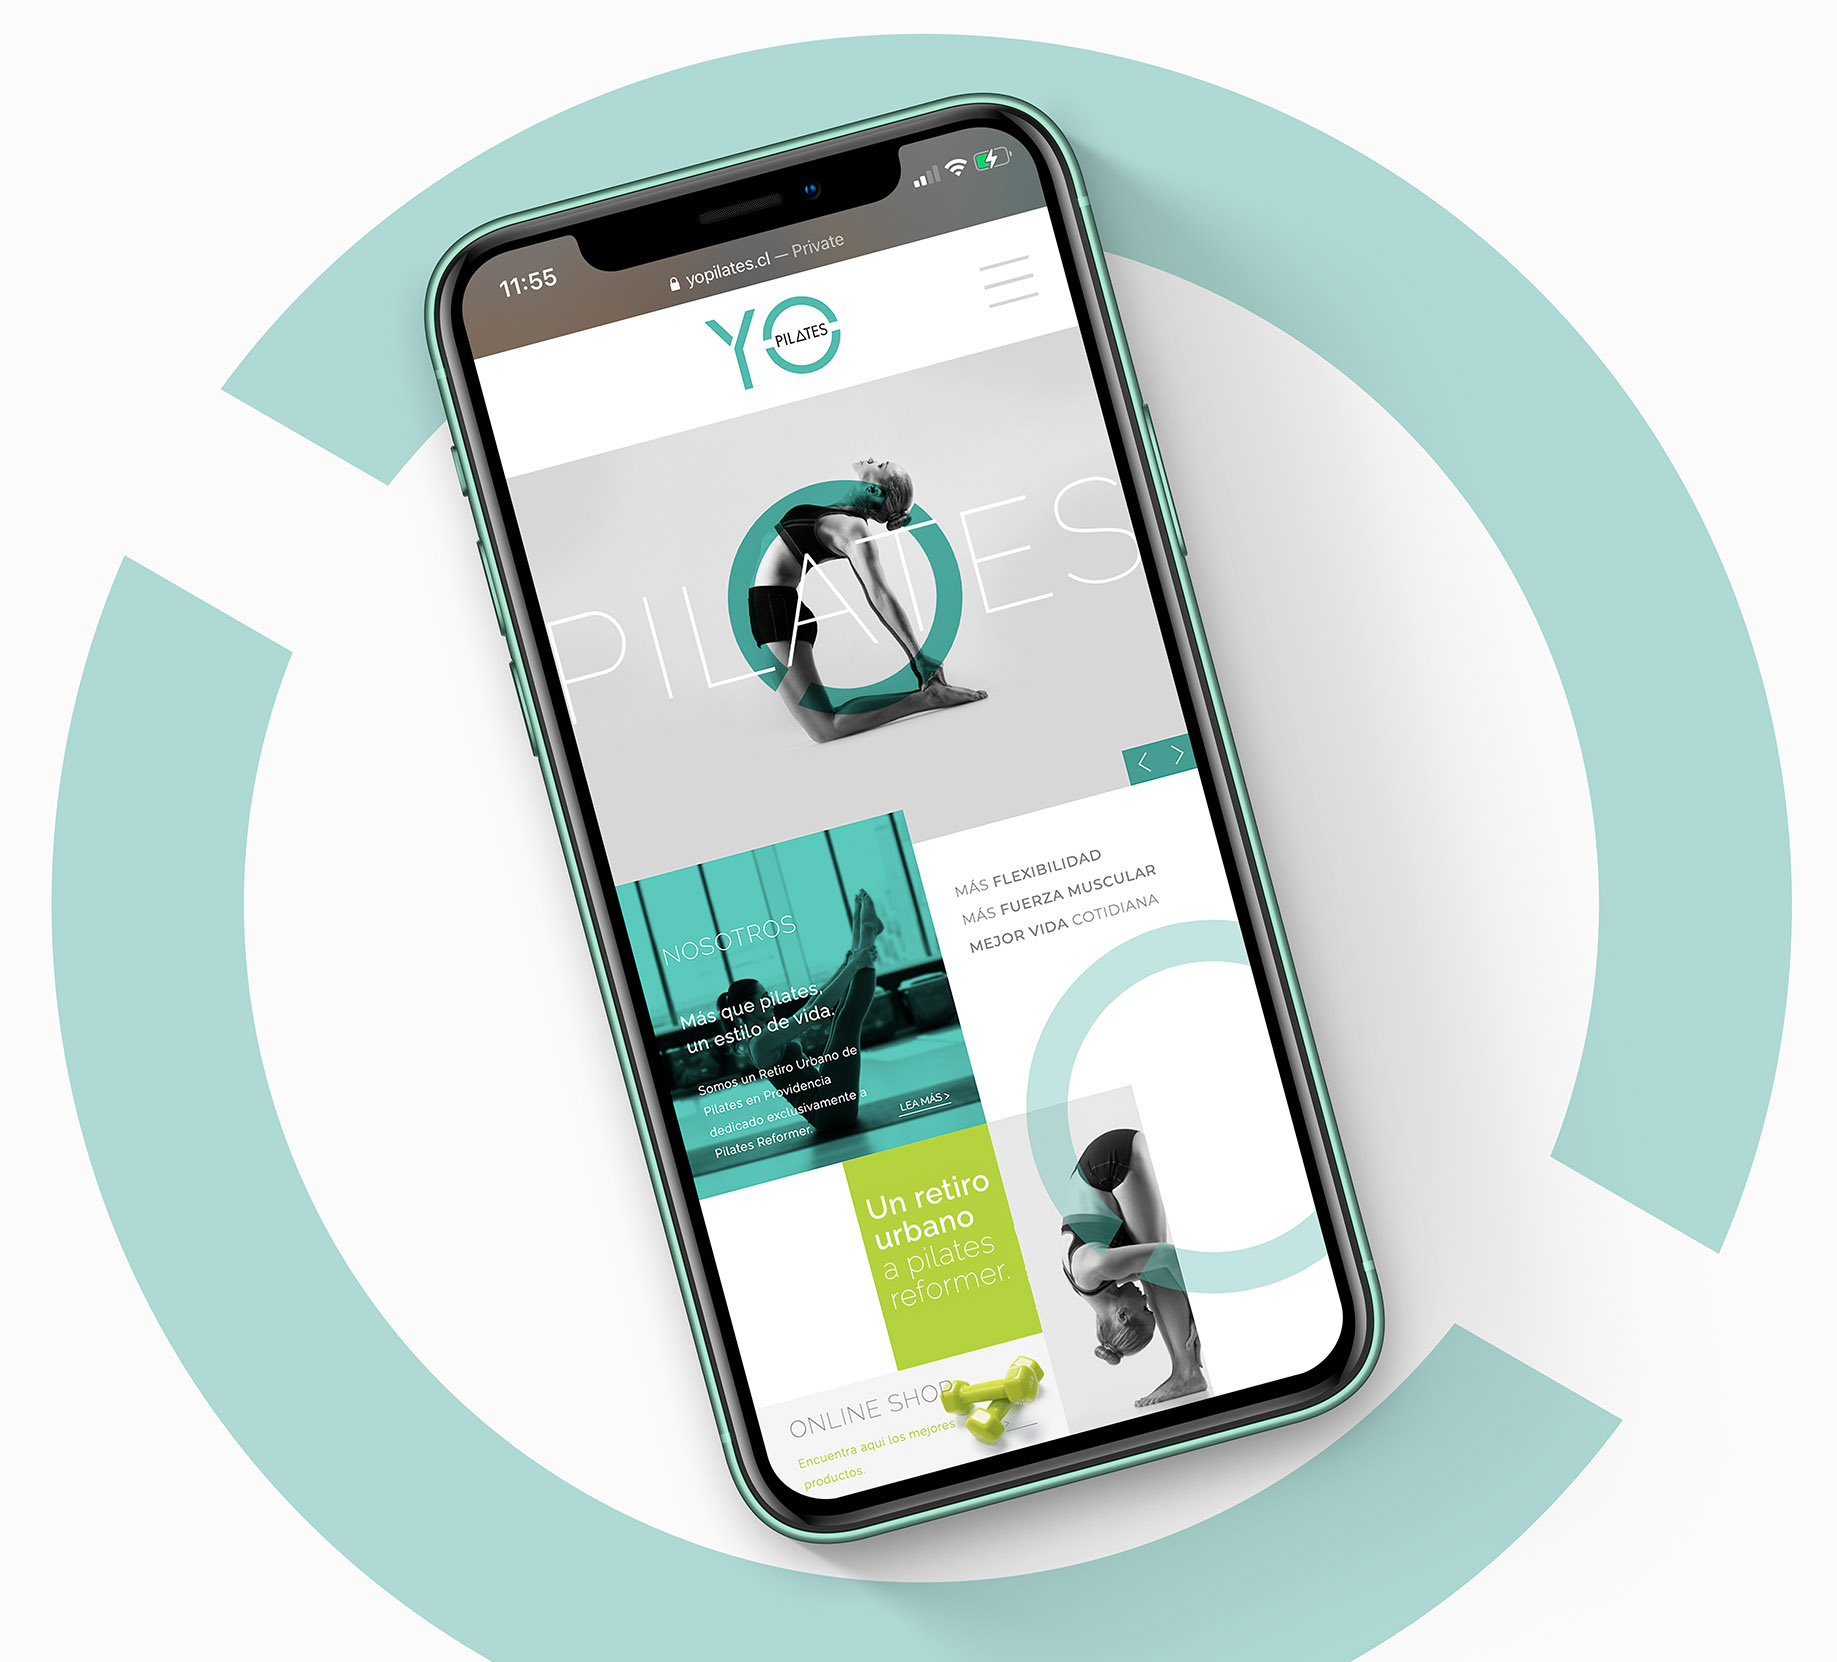 11:55
yopilates.cl — Private
YO
PILATES
PILATES
NOSOTROS
Más que pilates,
un estilo de vida.
Somos un Retiro Urbano de
Pilates en Providencia
dedicado exclusivamente a
Pilates Reformer.
LEA MÁS >
MÁS FLEXIBILIDAD
MÁS FUERZA MUSCULAR
MEJOR VIDA COTIDIANA
Un retiro
urbano
a pilates
reformer.
ONLINE SHOP
Encuentra aquí los mejores
productos.